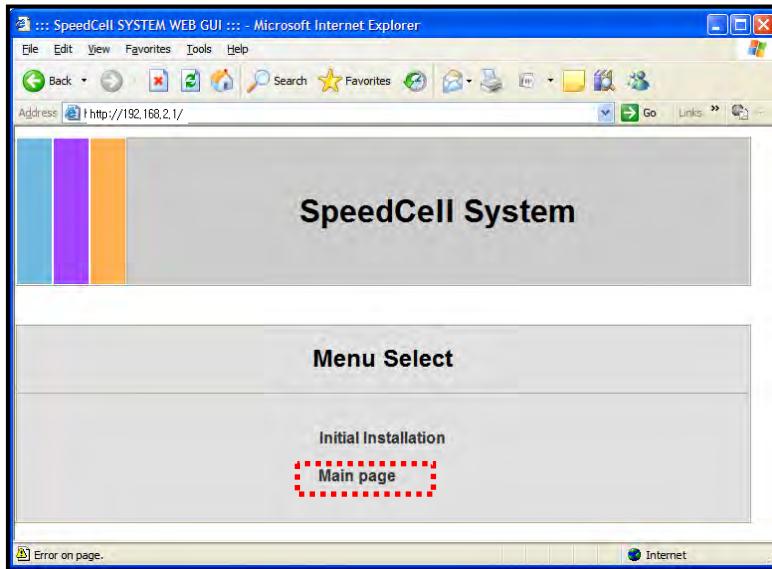 ::: SpeedCell SYSTEM WEB GUI ::: - Microsoft Internet Explorer
File Edit View Favorites Tools Help
Back Search Favorites
Address http://192,168,2,1/ Go Links »
SpeedCell System
Menu Select
Initial Installation
Main page
Error on page. Internet